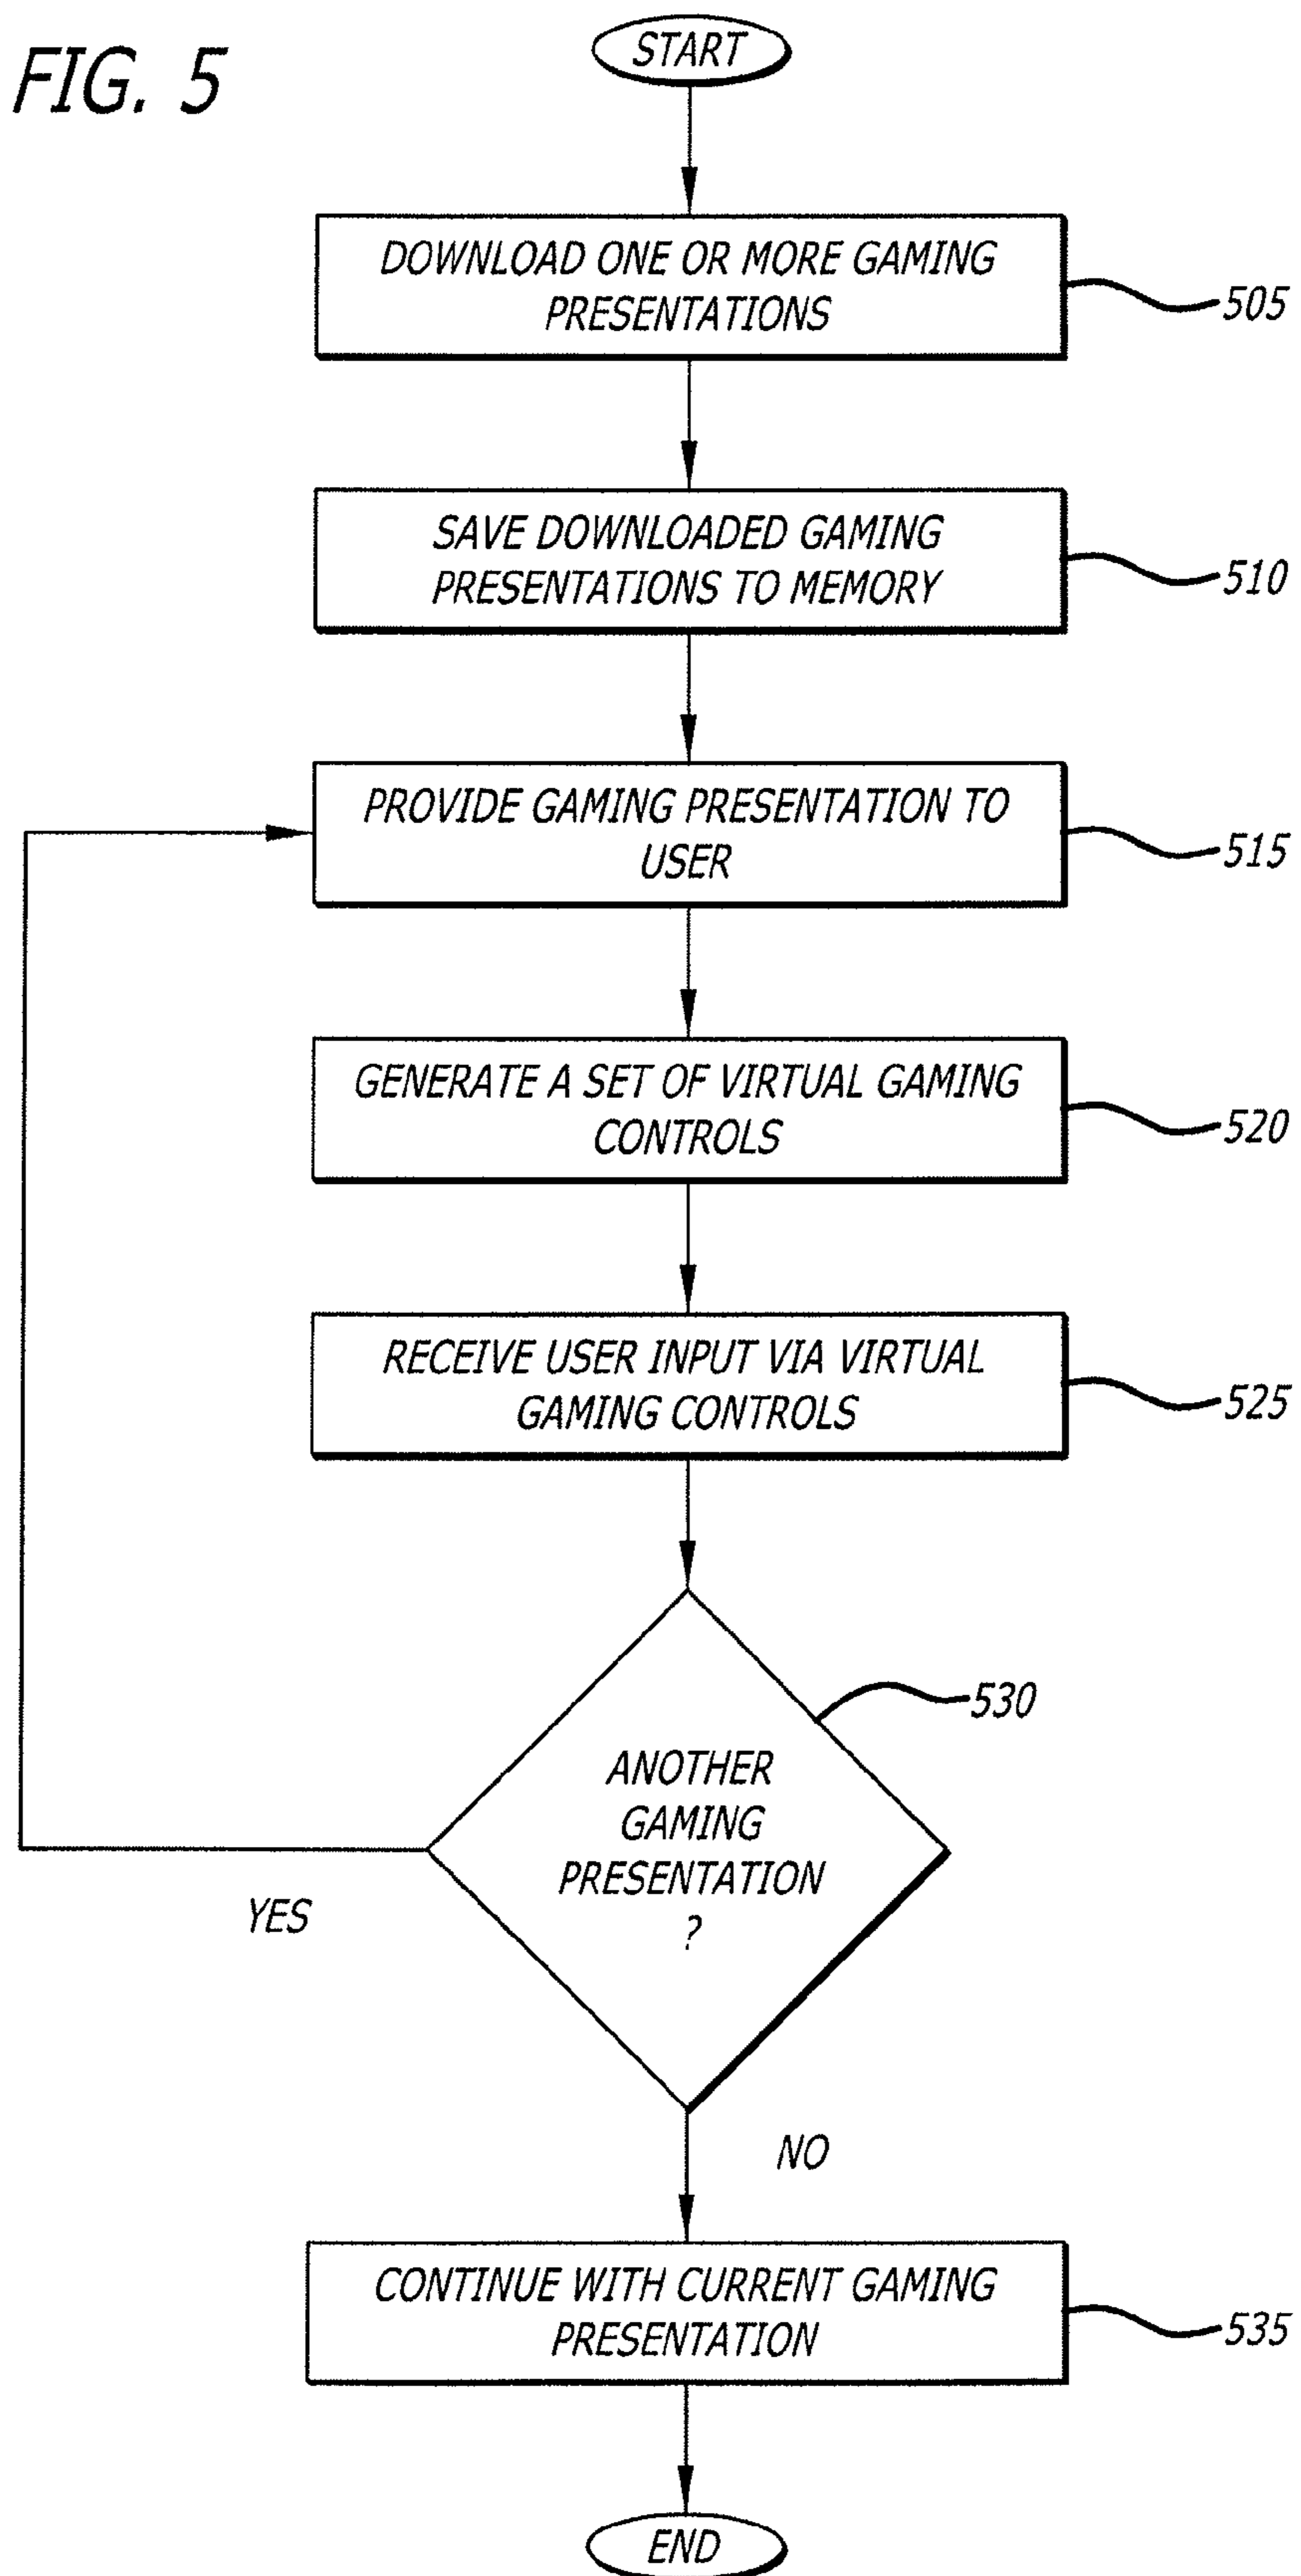 FIG. 5
START
DOWNLOAD ONE OR MORE GAMING
PRESENTATIONS
505
SAVE DOWNLOADED GAMING
PRESENTATIONS TO MEMORY
510
PROVIDE GAMING PRESENTATION TO
USER
515
GENERATE A SET OF VIRTUAL GAMING
CONTROLS
520
RECEIVE USER INPUT VIA VIRTUAL
GAMING CONTROLS
525
530
ANOTHER
GAMING
PRESENTATION
?
YES
NO
CONTINUE WITH CURRENT GAMING
PRESENTATION
535
END